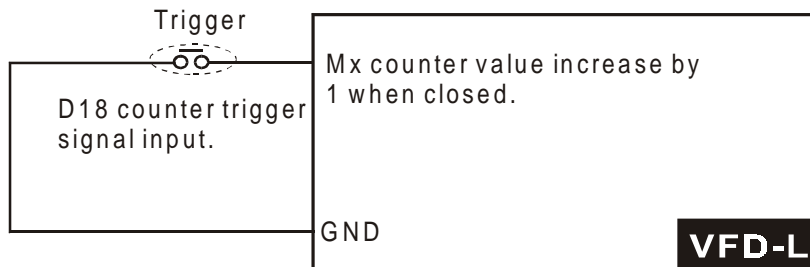 Trigger
Mx counter value increase by
1 when closed.
D18 counter trigger
signal input.
GND
VFD-L